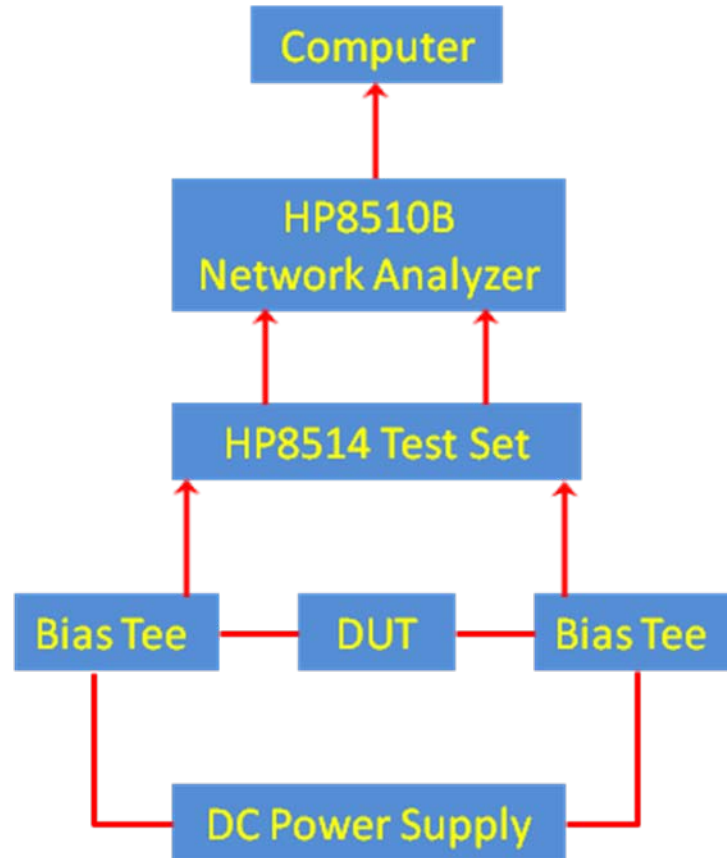 Computer
HP8510B
Network Analyzer
HP8514 Test Set
Bias Tee
DUT
Bias Tee
DC Power Supply